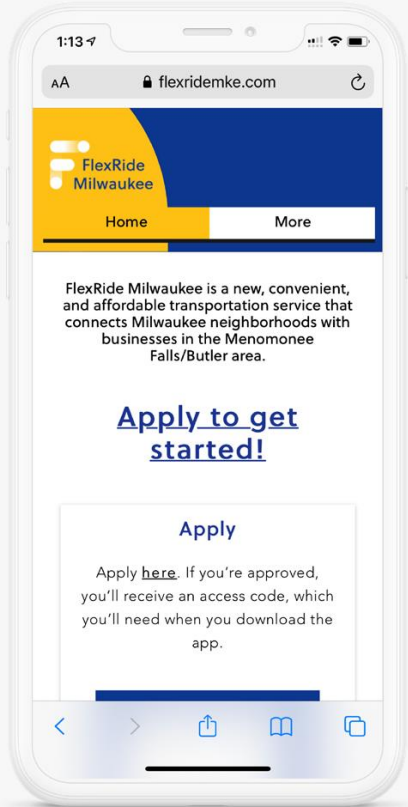 1:13
AA flexridemke.com
FlexRide
Milwaukee
Home More
FlexRide Milwaukee is a new, convenient,
and affordable transportation service that
connects Milwaukee neighborhoods with
businesses in the Menomonee
Falls/Butler area.
Apply to get
started!
Apply
Apply here. If you're approved,
you'll receive an access code, which
you'll need when you download the
app.